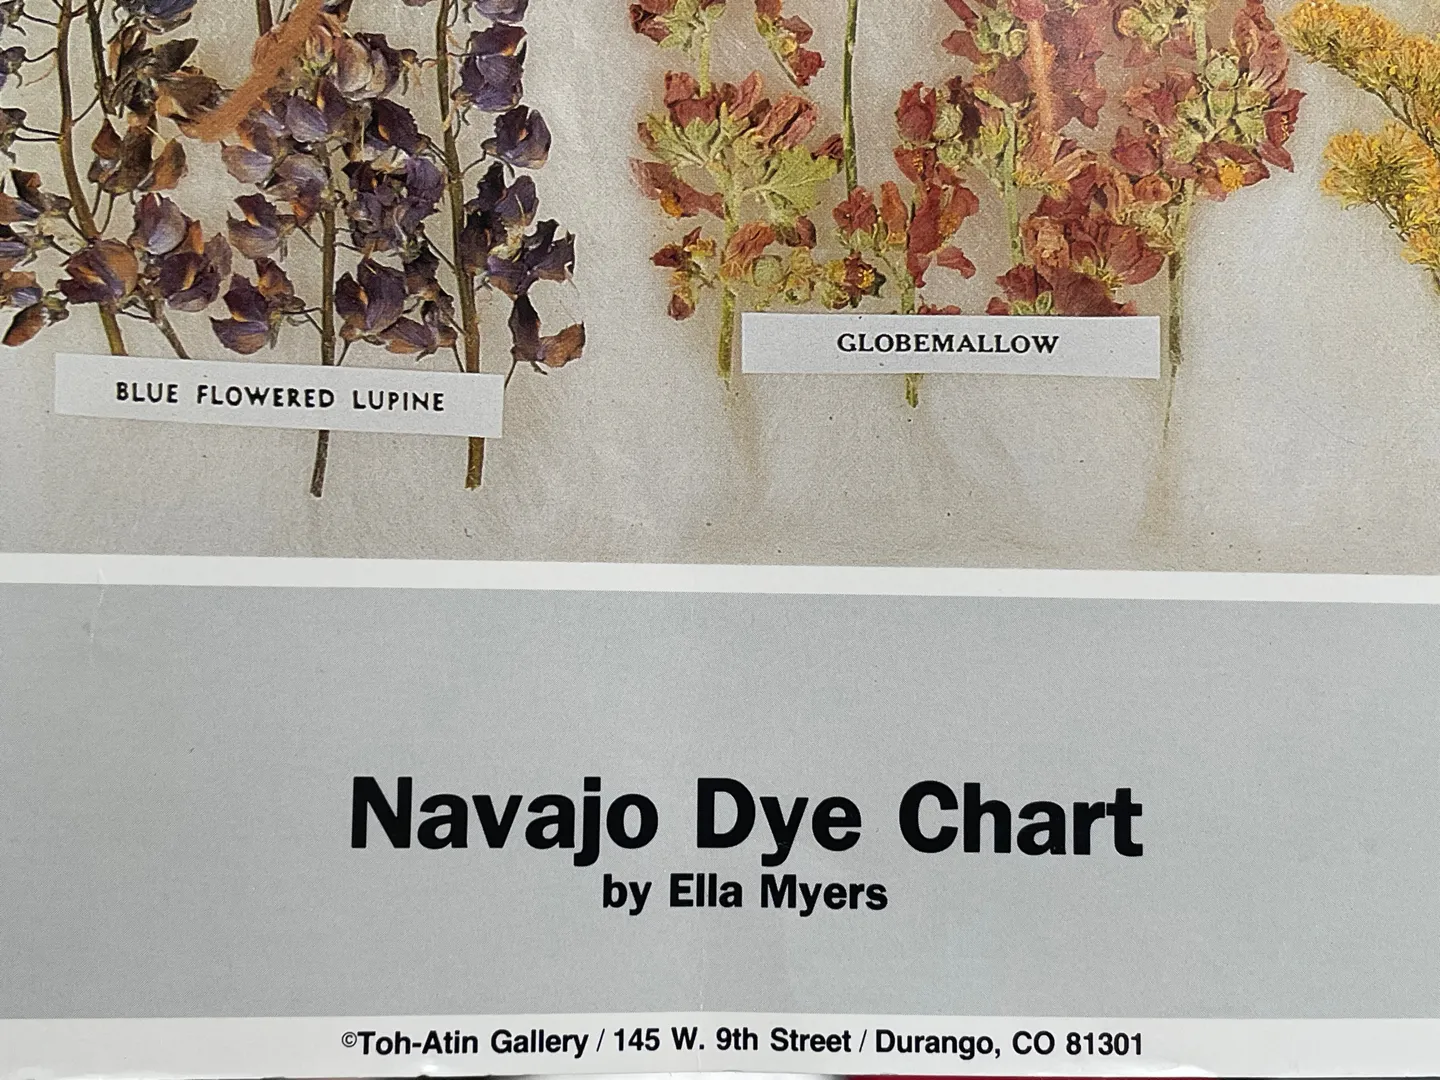 GLOBEMALLOW
BLUE FLOWERED LUPINE
Navajo Dye Chart
by Ella Myers
©Toh-Atin Gallery / 145 W. 9th Street / Durango, CO 81301